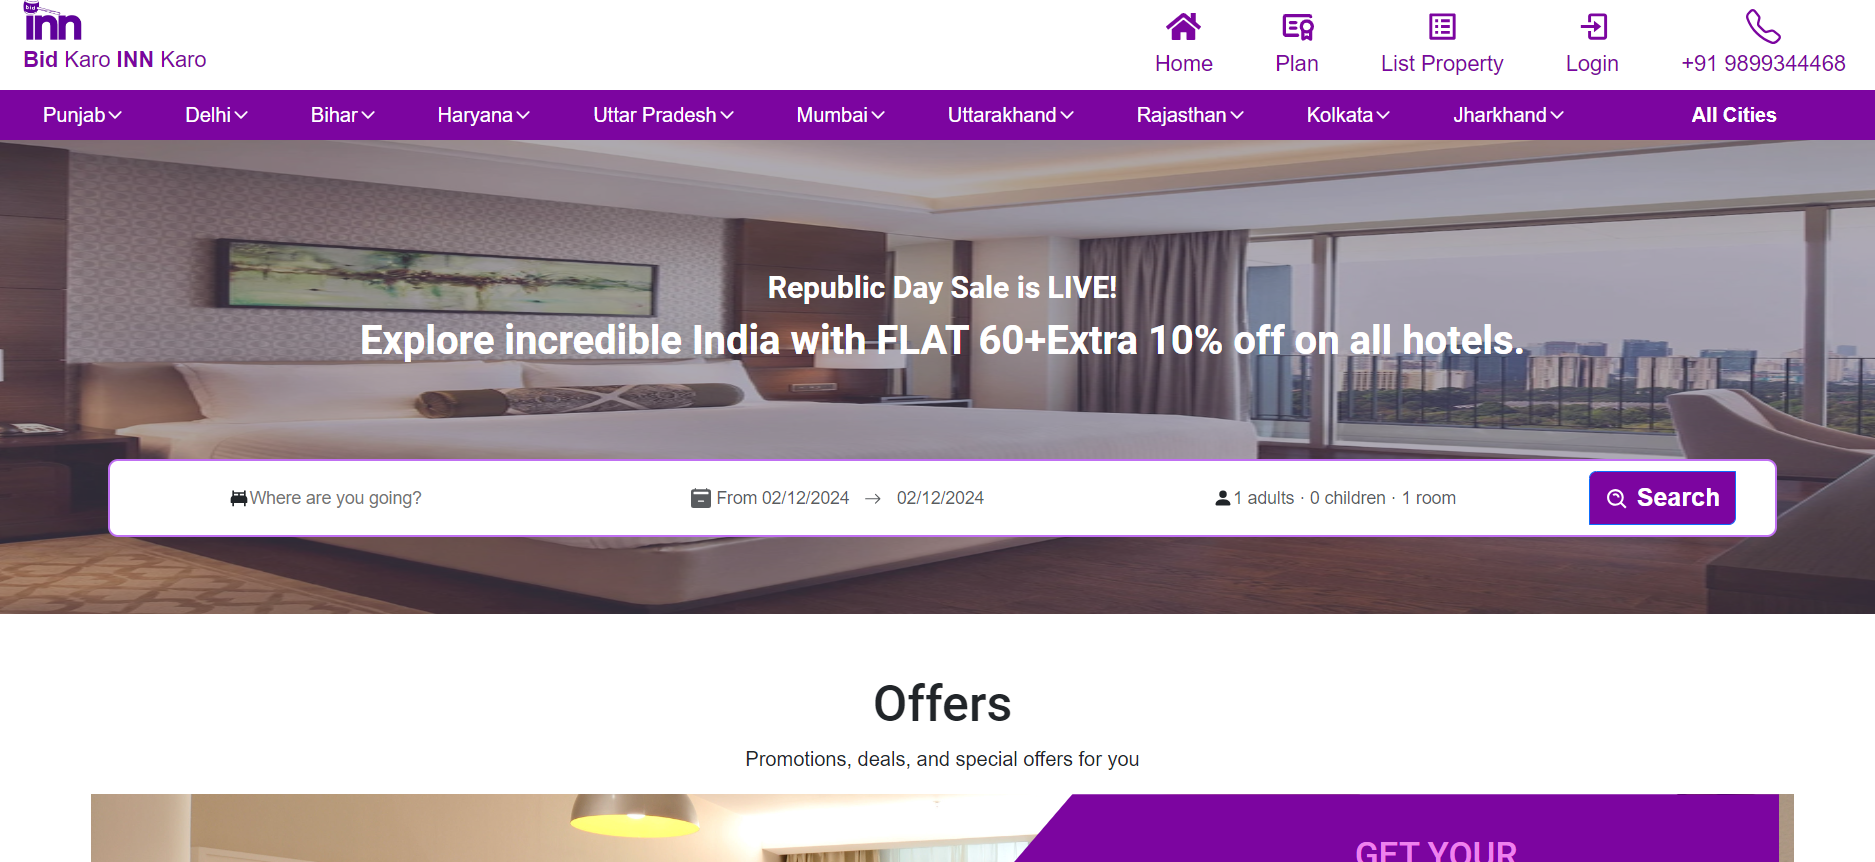 bid
inn
Bid Karo INN Karo
Home
Plan
List Property
Login
+91 9899344468
Punjab
Delhi
Bihar
Haryana
Uttar Pradesh
Mumbai
Uttarakhand
Rajasthan
Kolkata
Jharkhand
All Cities
Republic Day Sale is LIVE!
Explore incredible India with FLAT 60+Extra 10% off on all hotels.
Where are you going?
From 02/12/2024 → 02/12/2024
1 adults · 0 children · 1 room
Search
Offers
Promotions, deals, and special offers for you
GET YOUR